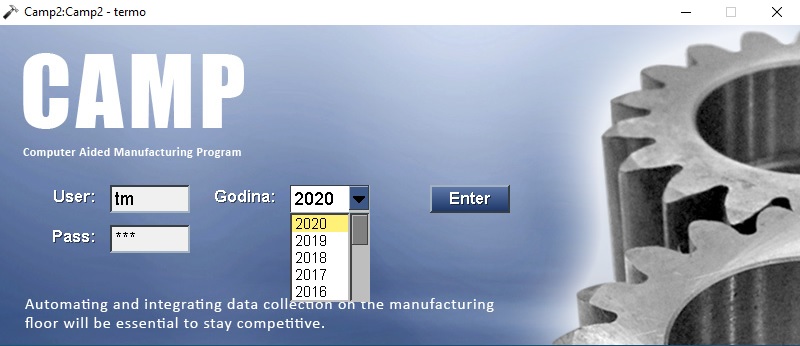 Camp2:Camp2 - termo
CAMP
Computer Aided Manufacturing Program
User: tm Godina: 2020 Enter
Pass: ***
2020
2019
2018
2017
2016
Automating and integrating data collection on the manufacturing
floor will be essential to stay competitive.